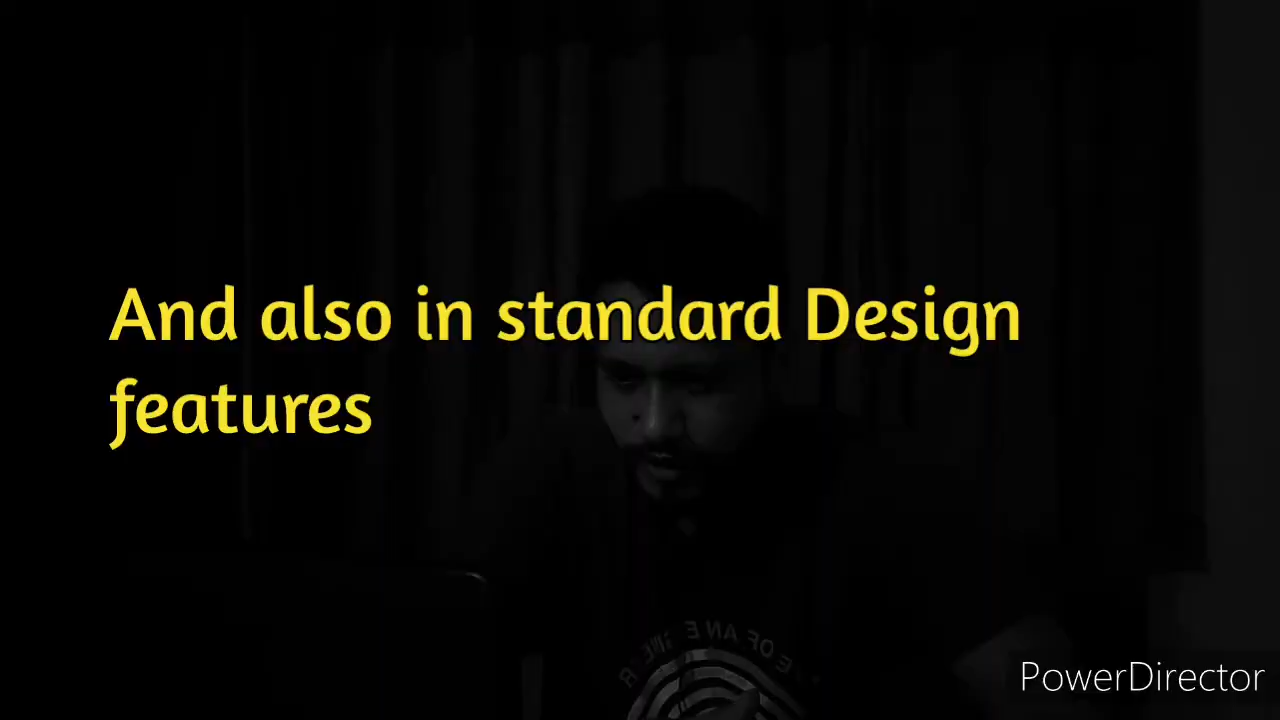 And also in standard Design
features
PowerDirector